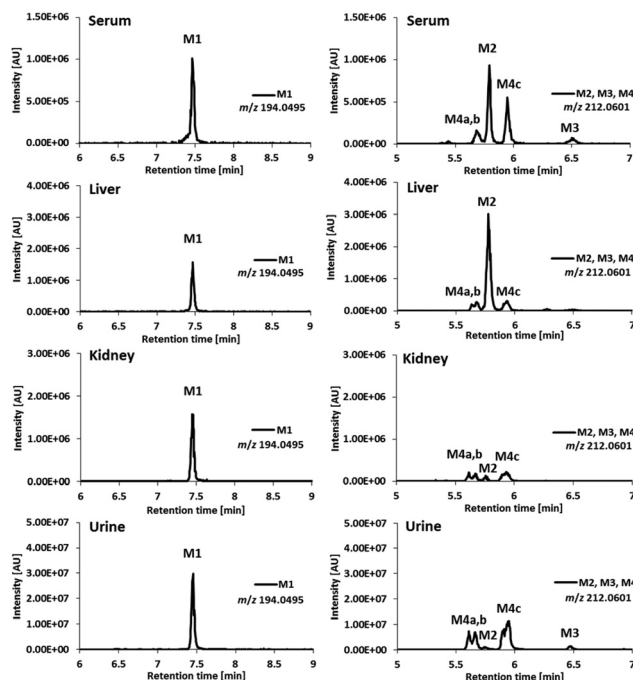 Serum
Intensity [AU]
1.50E+06
1.00E+06
5.00E+05
0.00E+00
M1
M1
m/z 194.0495
6 6.5 7 7.5 8 8.5 9
Retention time [min]
Serum
Intensity [AU]
1.50E+06
1.00E+06
5.00E+05
0.00E+00
M2
M4c
M4a,b
M3
M2, M3, M4
m/z 212.0601
5 5.5 6 6.5 7
Retention time [min]
Liver
Intensity [AU]
4.00E+06
3.00E+06
2.00E+06
1.00E+06
0.00E+00
M1
M1
m/z 194.0495
6 6.5 7 7.5 8 8.5 9
Retention time [min]
Liver
Intensity [AU]
4.00E+06
3.00E+06
2.00E+06
1.00E+06
0.00E+00
M2
M4a,b
M4c
M2, M3, M4
m/z 212.0601
5 5.5 6 6.5 7
Retention time [min]
Kidney
Intensity [AU]
3.00E+06
2.00E+06
1.00E+06
0.00E+00
M1
M1
m/z 194.0495
6 6.5 7 7.5 8 8.5 9
Retention time [min]
Kidney
Intensity [AU]
3.00E+06
2.00E+06
1.00E+06
0.00E+00
M4a,b
M2
M4c
M2, M3, M4
m/z 212.0601
5 5.5 6 6.5 7
Retention time [min]
Urine
Intensity [AU]
5.00E+07
4.00E+07
3.00E+07
2.00E+07
1.00E+07
0.00E+00
M1
M1
m/z 194.0495
6 6.5 7 7.5 8 8.5 9
Retention time [min]
Urine
Intensity [AU]
5.00E+07
4.00E+07
3.00E+07
2.00E+07
1.00E+07
0.00E+00
M4a,b
M2
M4c
M3
M2, M3, M4
m/z 212.0601
5 5.5 6 6.5 7
Retention time [min]